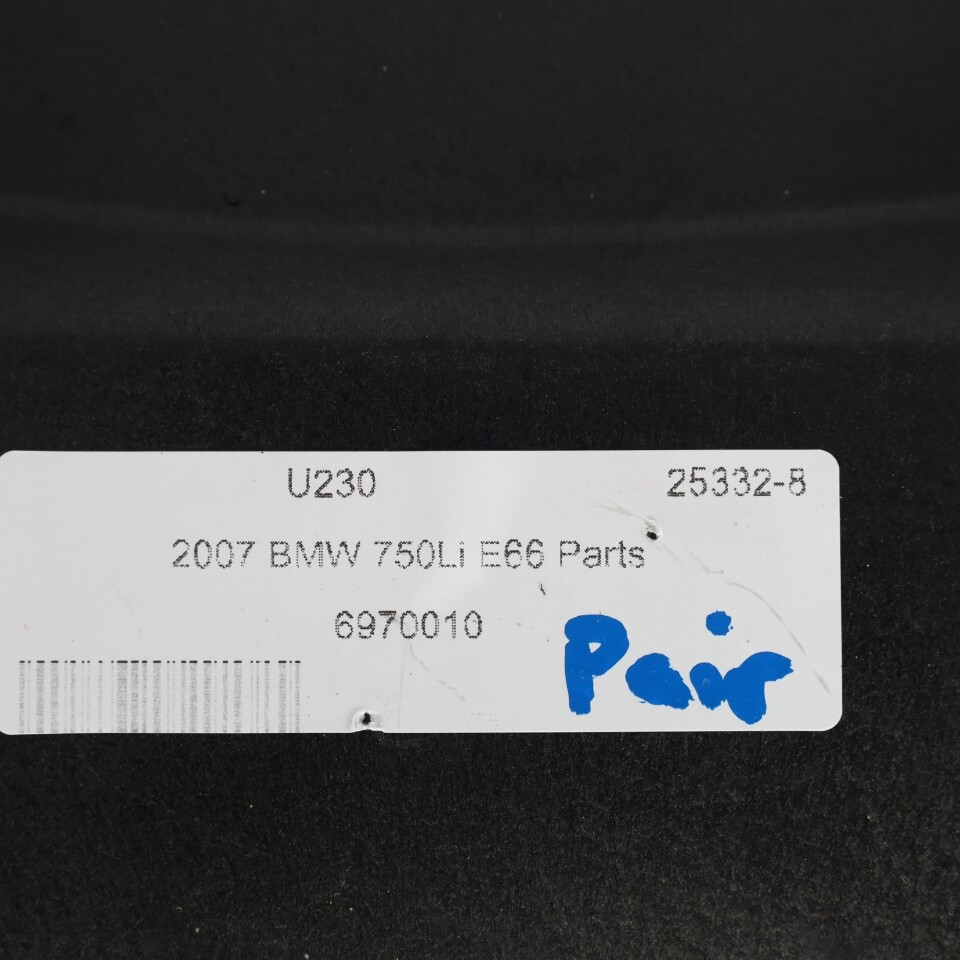 U230 25332-8
2007 BMW 750Li E66 Parts
6970010
Pair